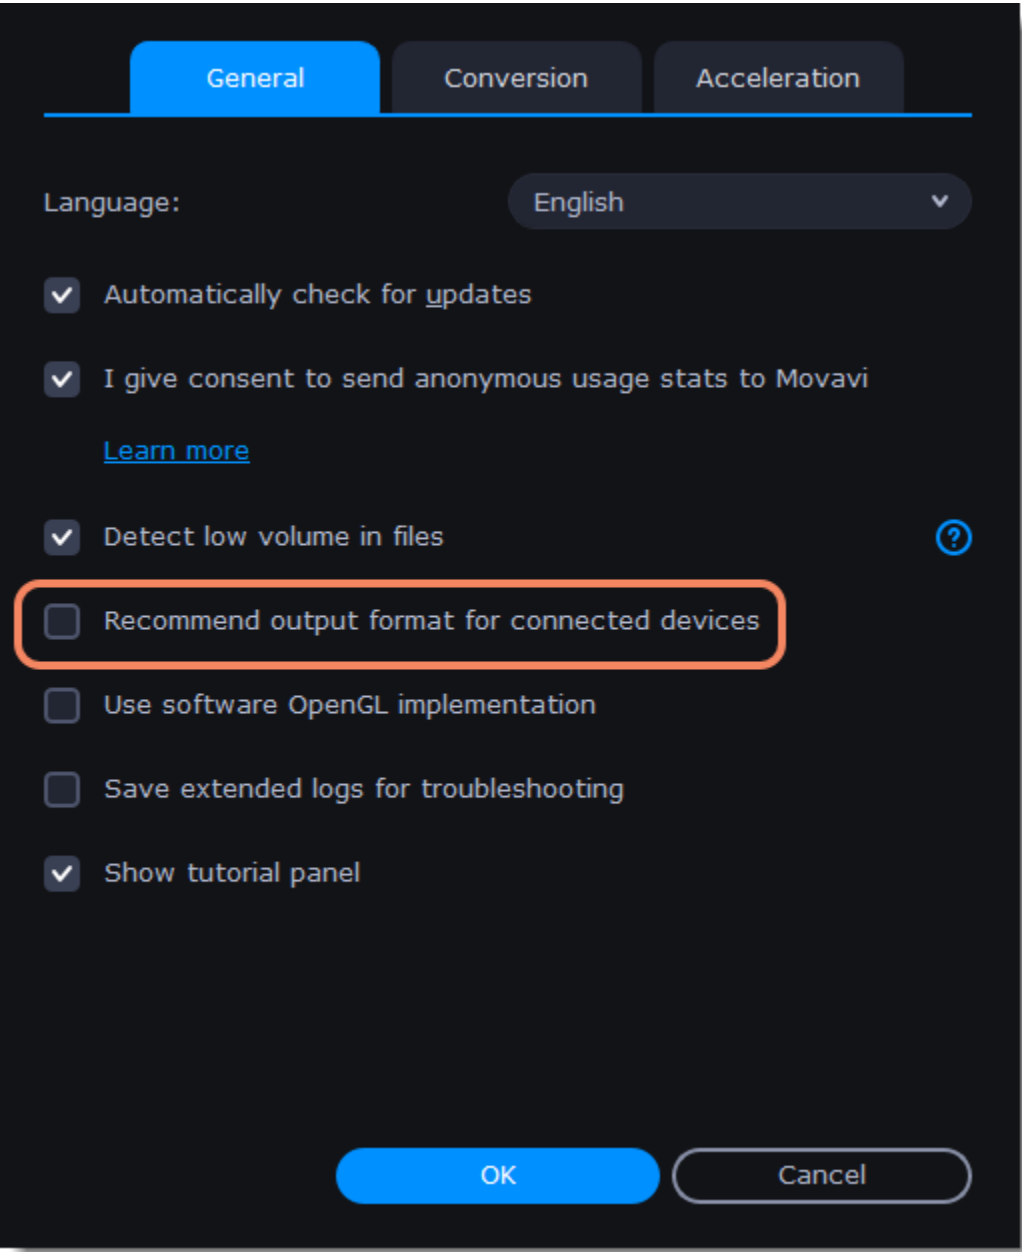 General Conversion Acceleration
Language: English
Automatically check for updates
I give consent to send anonymous usage stats to Movavi
Learn more
Detect low volume in files ?
Recommend output format for connected devices
Use software OpenGL implementation
Save extended logs for troubleshooting
Show tutorial panel
OK Cancel